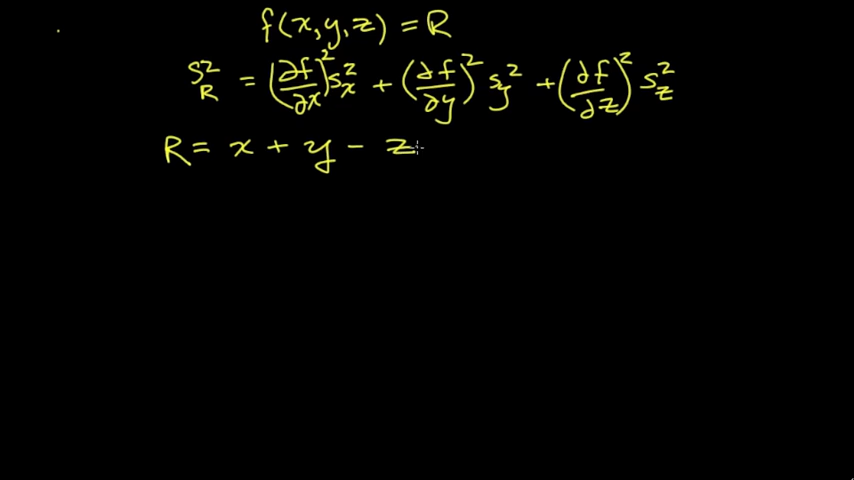 f(x,y,z) = R
S²_R = (∂f/∂x)² S²_x + (∂f/∂y)² S²_y + (∂f/∂z)² S²_z
R = x + y - z